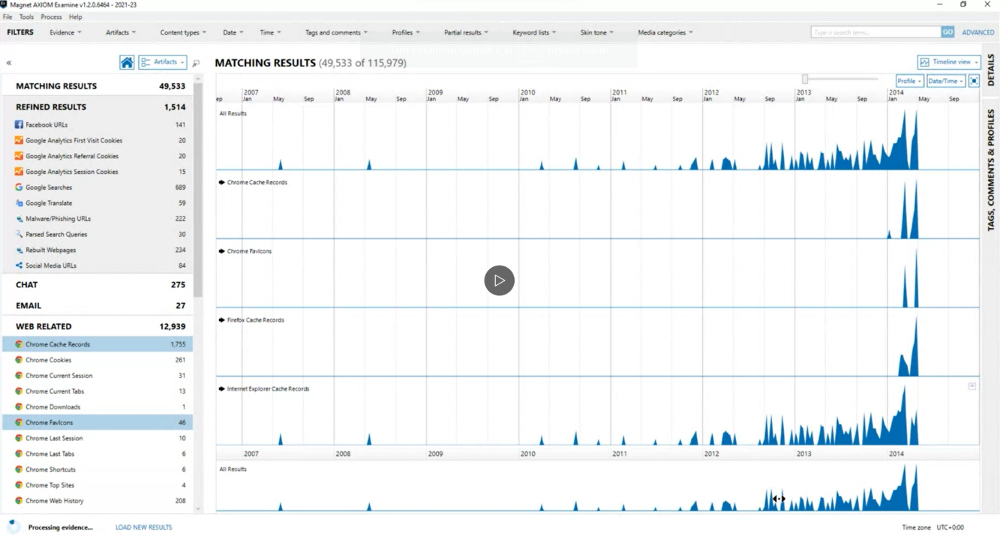 Magnet AXIOM Examine v1.2.0.6464 - 2021-23
File Tools Process Help
FILTERS Evidence Artifacts Content types Date Time Tags and comments Profiles Partial results Keyword lists Skin tone Media categories Type a search term... GO ADVANCED
Artifacts
MATCHING RESULTS (49,533 of 115,979)
Timeline view
DETAILS
TAGS, COMMENTS & PROFILES
Profile Date/Time
MATCHING RESULTS 49,533
REFINED RESULTS 1,514
Facebook URLs 141
Google Analytics First Visit Cookies 20
Google Analytics Referral Cookies 20
Google Analytics Session Cookies 15
Google Searches 689
Google Translate 59
Malware/Phishing URLs 222
Parsed Search Queries 30
Rebuilt Webpages 234
Social Media URLs 84
CHAT 275
EMAIL 27
WEB RELATED 12,939
Chrome Cache Records 1,755
Chrome Cookies 261
Chrome Current Session 31
Chrome Current Tabs 13
Chrome Downloads 1
Chrome FavIcons 46
Chrome Last Session 10
Chrome Last Tabs 6
Chrome Shortcuts 6
Chrome Top Sites 4
Chrome Web History 208
2007 2008 2009 2010 2011 2012 2013 2014
ep Jan May Sep Jan May Sep Jan May Sep Jan May Sep Jan May Sep Jan May Sep Jan May Sep Jan May Sep
All Results
Chrome Cache Records
Chrome FavIcons
Firefox Cache Records
Internet Explorer Cache Records
2007 2008 2009 2010 2011 2012 2013 2014
All Results
Processing evidence... LOAD NEW RESULTS
Time zone UTC+0:00